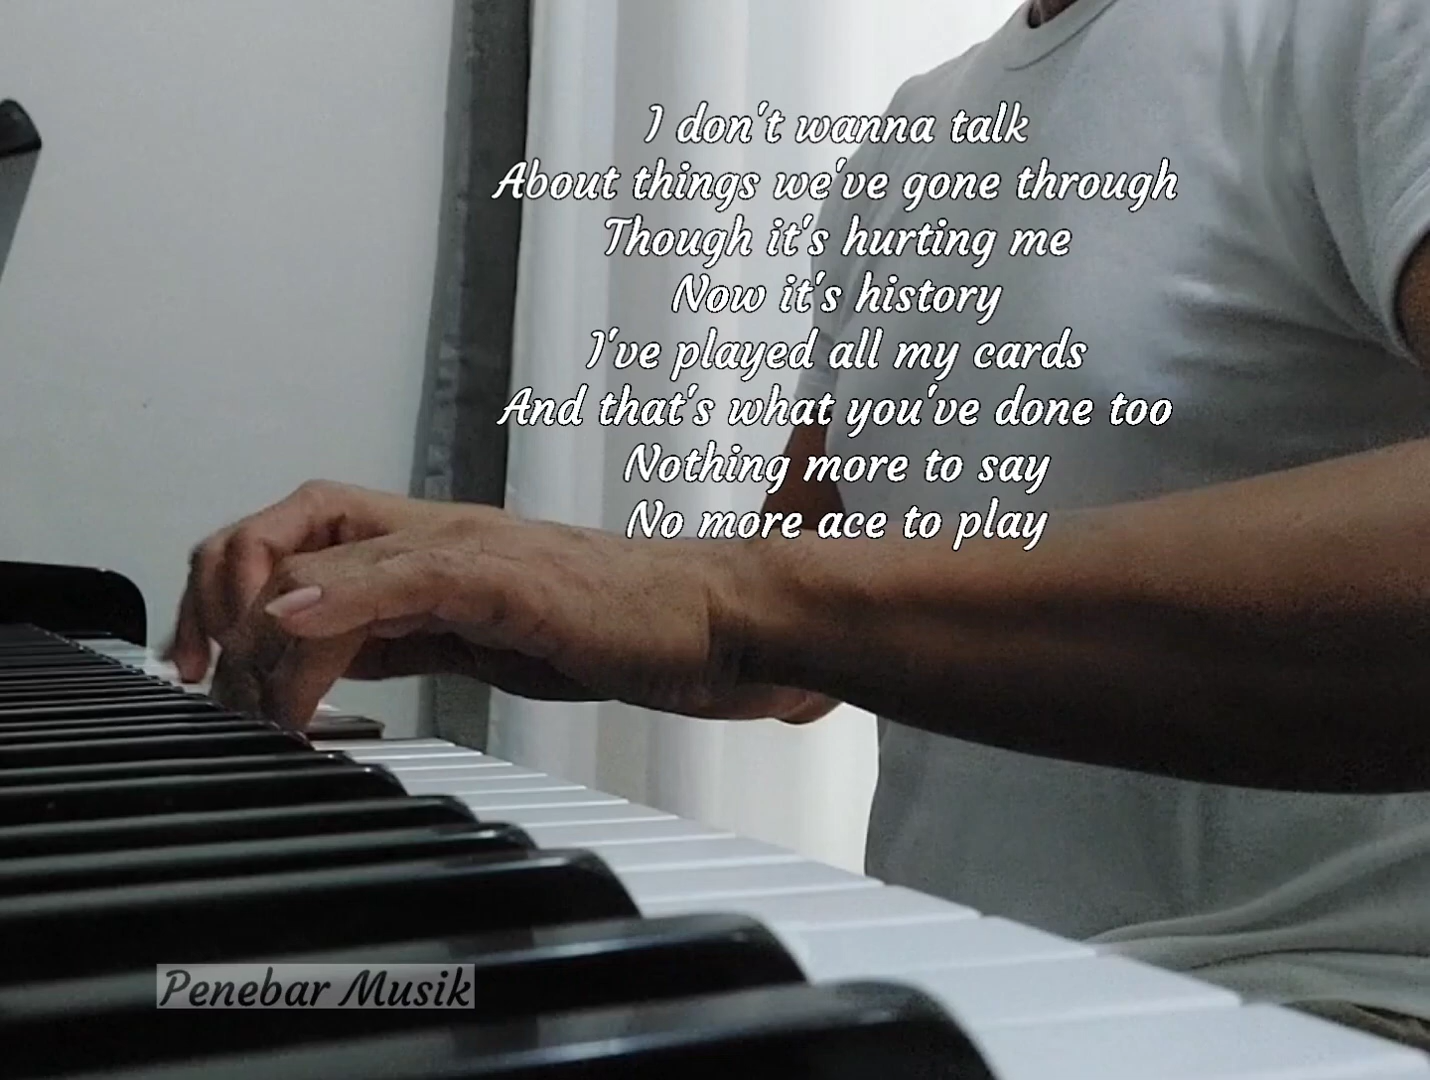 I don't wanna talk
About things we've gone through
Though it's hurting me
Now it's history
I've played all my cards
And that's what you've done too
Nothing more to say
No more ace to play
Penebar Musik